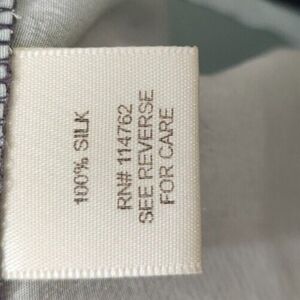 100% SILK
RN# 114762
SEE REVERSE
FOR CARE